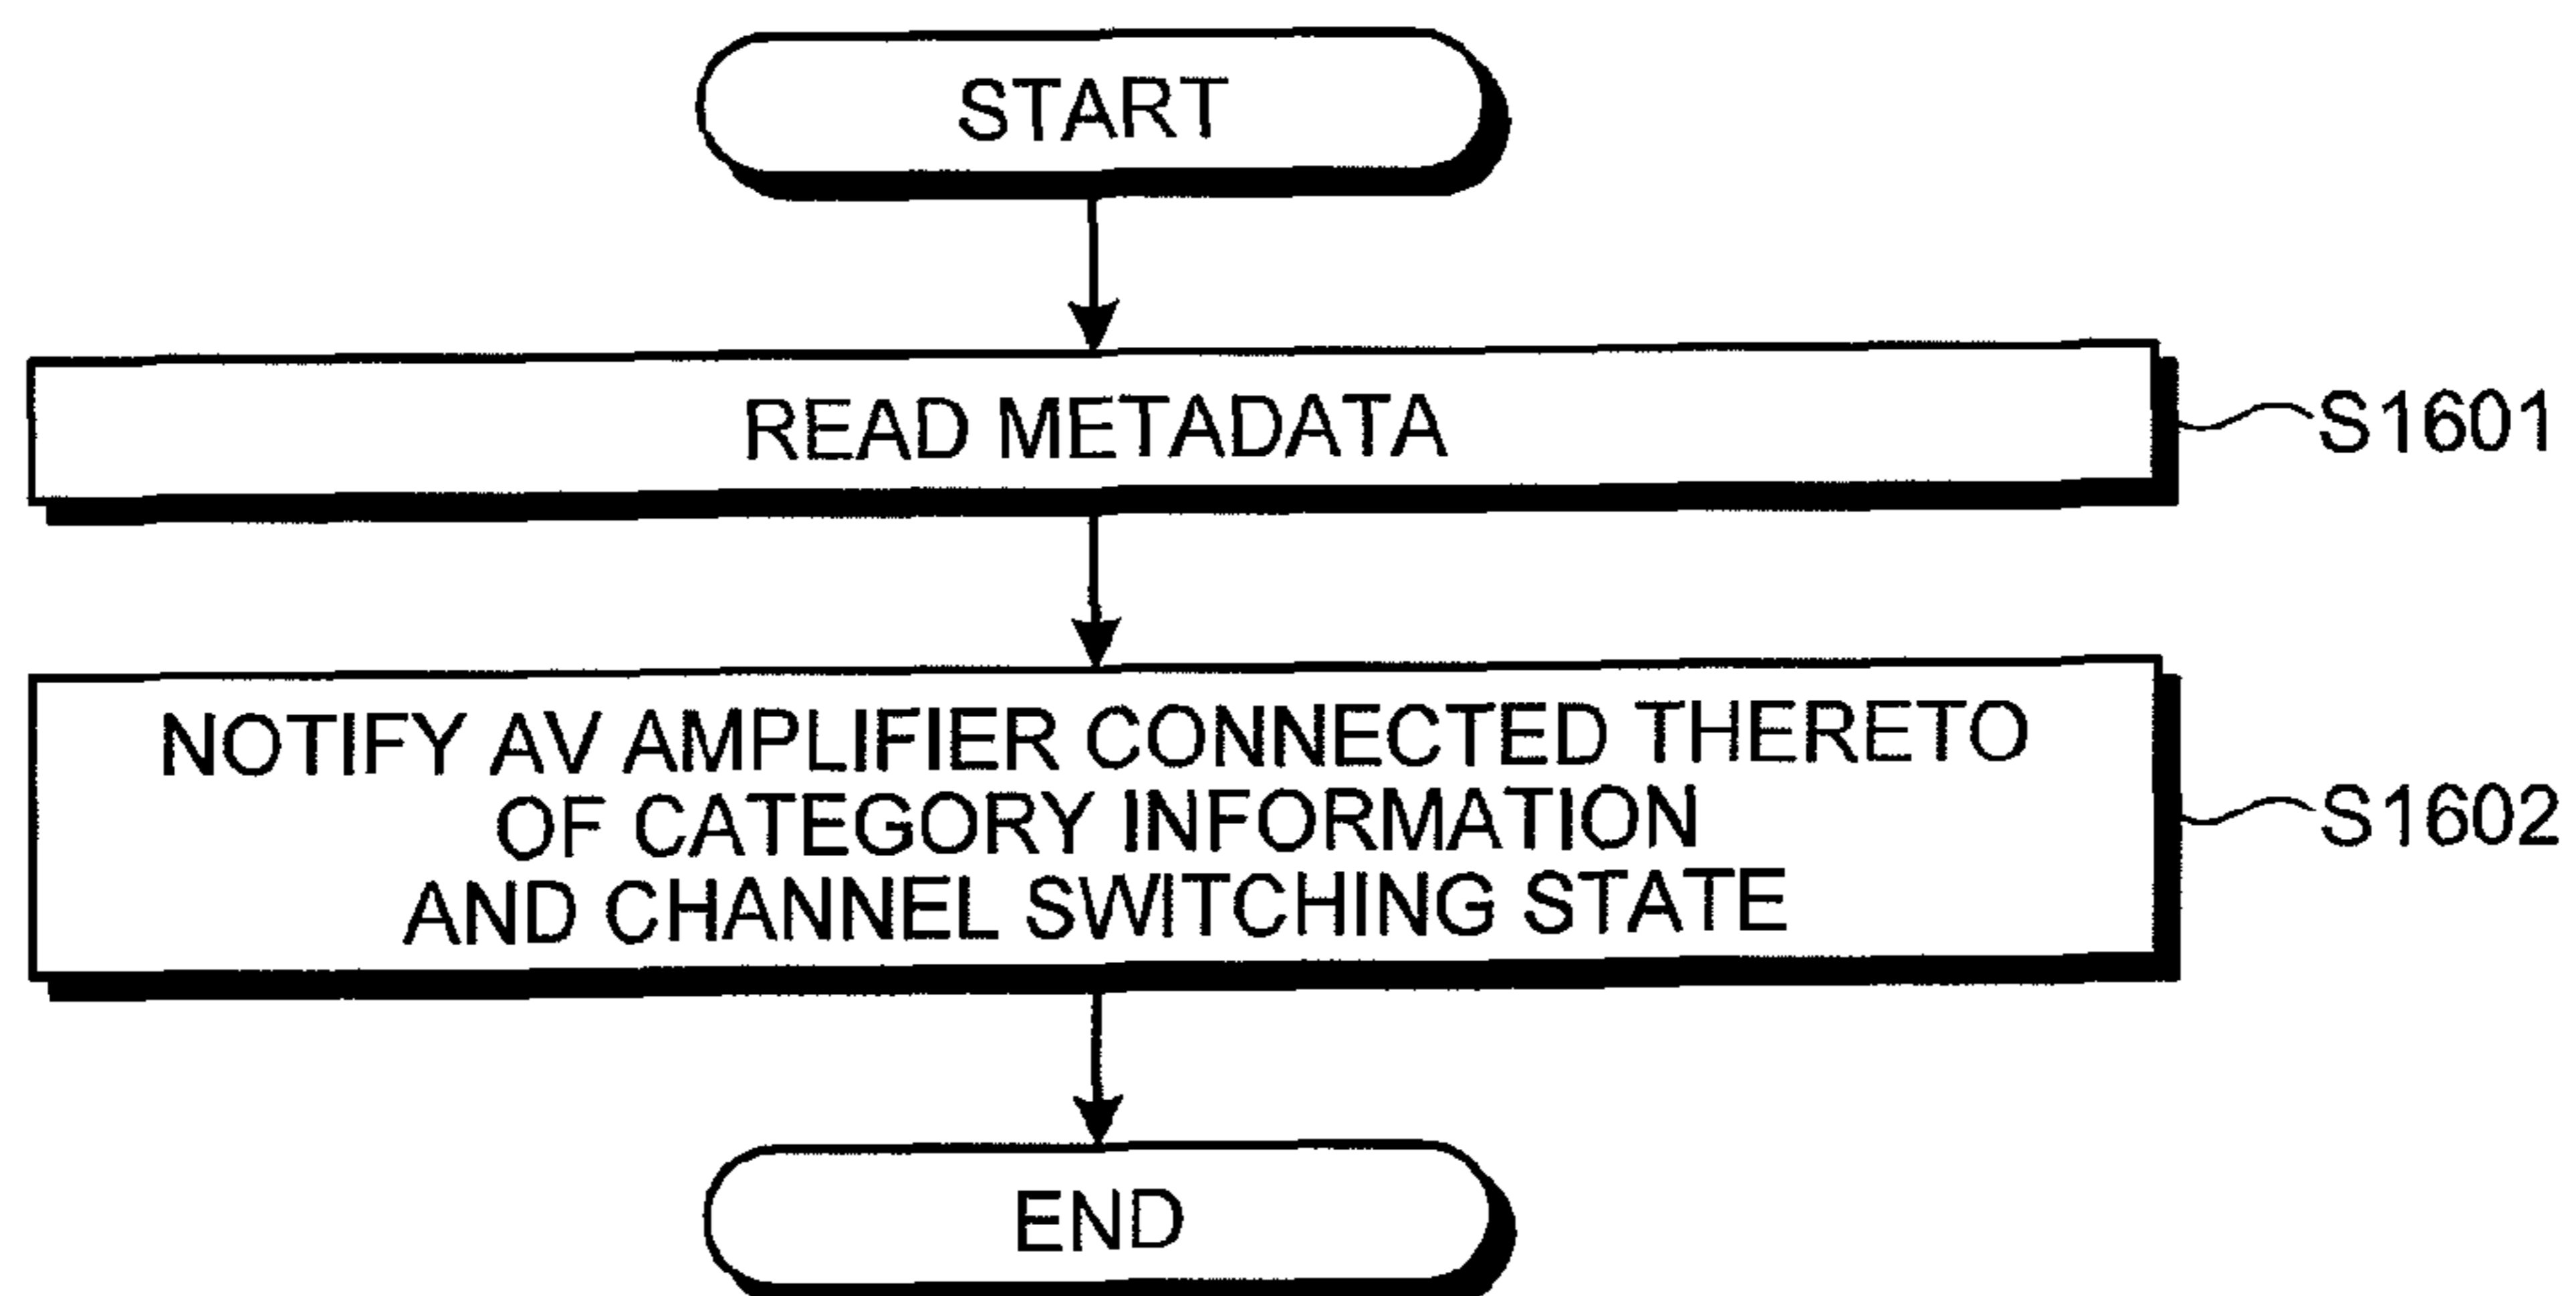 START
READ METADATA
S1601
NOTIFY AV AMPLIFIER CONNECTED THERETO
OF CATEGORY INFORMATION
AND CHANNEL SWITCHING STATE
S1602
END